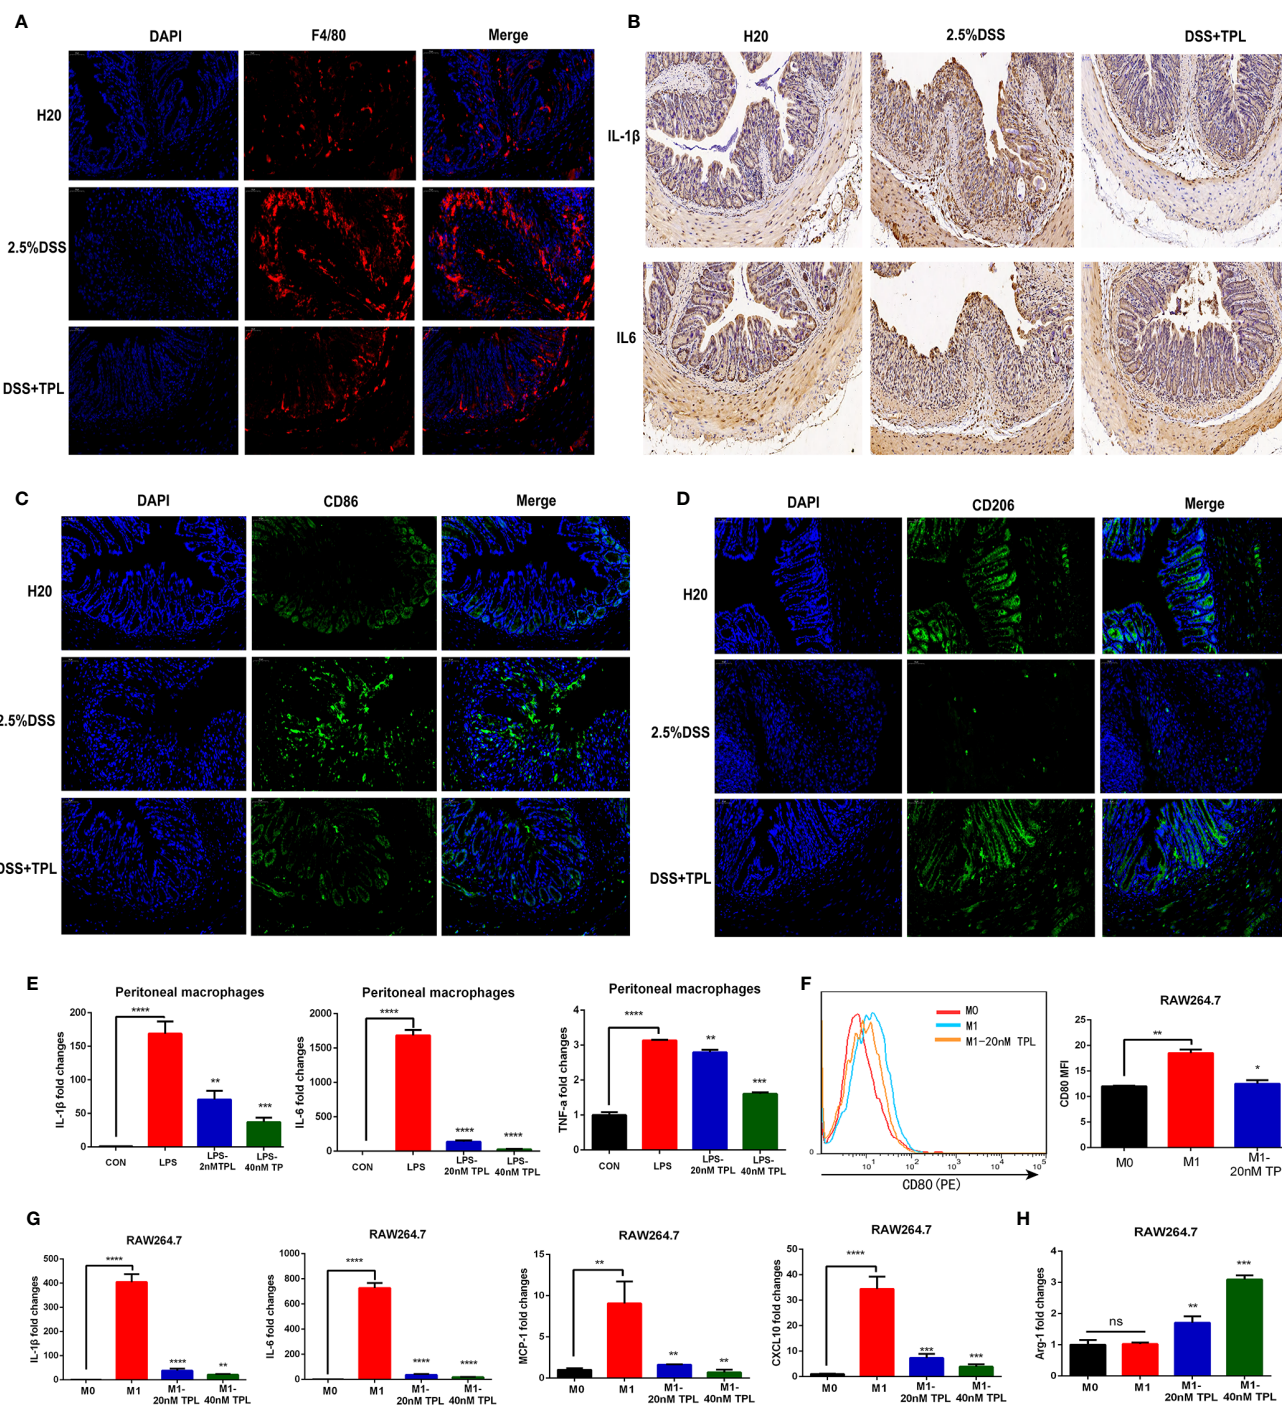 A
DAPI F4/80 Merge
H20
2.5%DSS
DSS+TPL
B
H20 2.5%DSS DSS+TPL
IL-1β
IL6
C
DAPI CD86 Merge
H20
2.5%DSS
DSS+TPL
D
DAPI CD206 Merge
H20
2.5%DSS
DSS+TPL
E
Peritoneal macrophages
IL-1β fold changes
200
150
100
50
0
****
**
***
CON LPS LPS- LPS-
2nMTPL 40nM TP
Peritoneal macrophages
IL-6 fold changes
2000
1500
1000
500
0
****
****
****
CON LPS LPS- LPS-
20nM TPL 40nM TPL
Peritoneal macrophages
TNF-a fold changes
4
3
2
1
0
****
**
***
CON LPS LPS- LPS-
20nM TPL 40nM TPL
F
M0
M1
M1-20nM TPL
0
10^1 10^2 10^3 10^4 10^5
CD80 (PE)
RAW264.7
CD80 MFI
25
20
15
10
5
0
**
*
M0 M1 M1-
20nM TP
G
RAW264.7
IL-1β fold changes
500
400
300
200
100
0
****
****
**
M0 M1 M1- M1-
20nM TPL 40nM TPL
RAW264.7
IL-6 fold changes
1000
800
600
400
200
0
****
****
****
M0 M1 M1- M1-
20nM TPL 40nM TPL
RAW264.7
MCP-1 fold changes
15
10
5
0
**
**
**
M0 M1 M1- M1-
20nM TPL 40nM TPL
RAW264.7
CXCL10 fold changes
50
40
30
20
10
0
****
***
***
M0 M1 M1- M1-
20nM TPL 40nM TPL
H
RAW264.7
Arg-1 fold changes
4
3
2
1
0
ns
**
***
M0 M1 M1- M1-
20nM TPL 40nM TPL